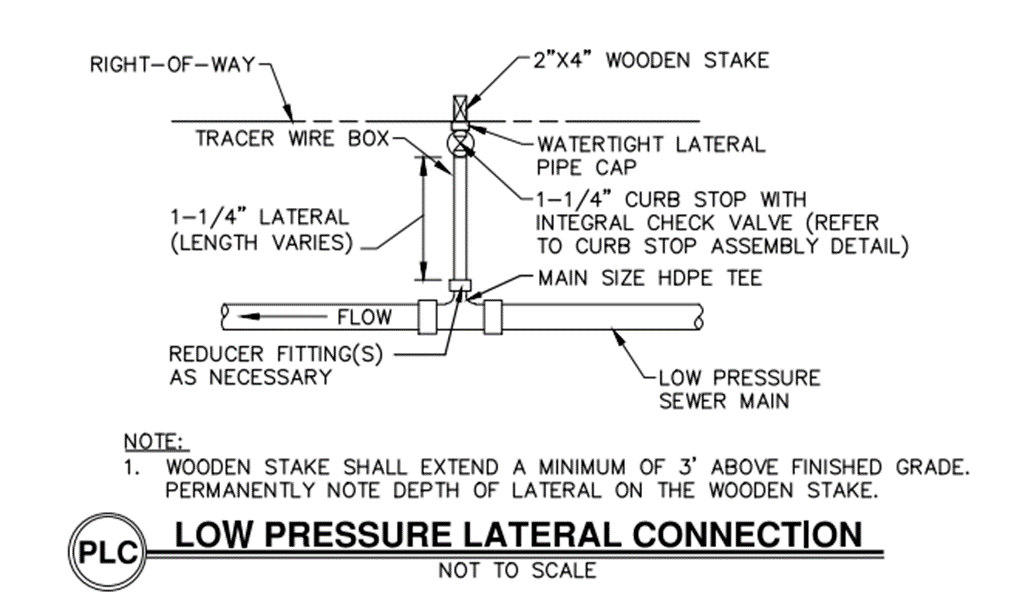 RIGHT-OF-WAY
2"X4" WOODEN STAKE
TRACER WIRE BOX
WATERTIGHT LATERAL
PIPE CAP
1-1/4" CURB STOP WITH
INTEGRAL CHECK VALVE (REFER
TO CURB STOP ASSEMBLY DETAIL)
1-1/4" LATERAL
(LENGTH VARIES)
MAIN SIZE HDPE TEE
FLOW
REDUCER FITTING(S)
AS NECESSARY
LOW PRESSURE
SEWER MAIN
NOTE:
1. WOODEN STAKE SHALL EXTEND A MINIMUM OF 3' ABOVE FINISHED GRADE.
PERMANENTLY NOTE DEPTH OF LATERAL ON THE WOODEN STAKE.
PLC
LOW PRESSURE LATERAL CONNECTION
NOT TO SCALE